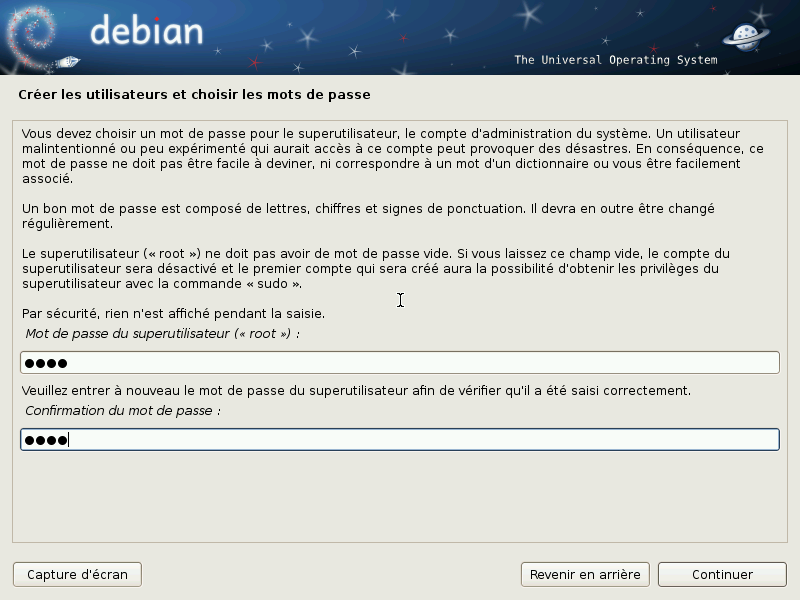 debian
The Universal Operating System
Créer les utilisateurs et choisir les mots de passe
Vous devez choisir un mot de passe pour le superutilisateur, le compte d'administration du système. Un utilisateur
malintentionné ou peu expérimenté qui aurait accès à ce compte peut provoquer des désastres. En conséquence, ce
mot de passe ne doit pas être facile à deviner, ni correspondre à un mot d'un dictionnaire ou vous être facilement
associé.
Un bon mot de passe est composé de lettres, chiffres et signes de ponctuation. Il devra en outre être changé
régulièrement.
Le superutilisateur (« root ») ne doit pas avoir de mot de passe vide. Si vous laissez ce champ vide, le compte du
superutilisateur sera désactivé et le premier compte qui sera créé aura la possibilité d'obtenir les privilèges du
superutilisateur avec la commande « sudo ».
Par sécurité, rien n'est affiché pendant la saisie.
Mot de passe du superutilisateur (« root ») :
●●●●
Veuillez entrer à nouveau le mot de passe du superutilisateur afin de vérifier qu'il a été saisi correctement.
Confirmation du mot de passe :
●●●●
Capture d'écran
Revenir en arrière
Continuer